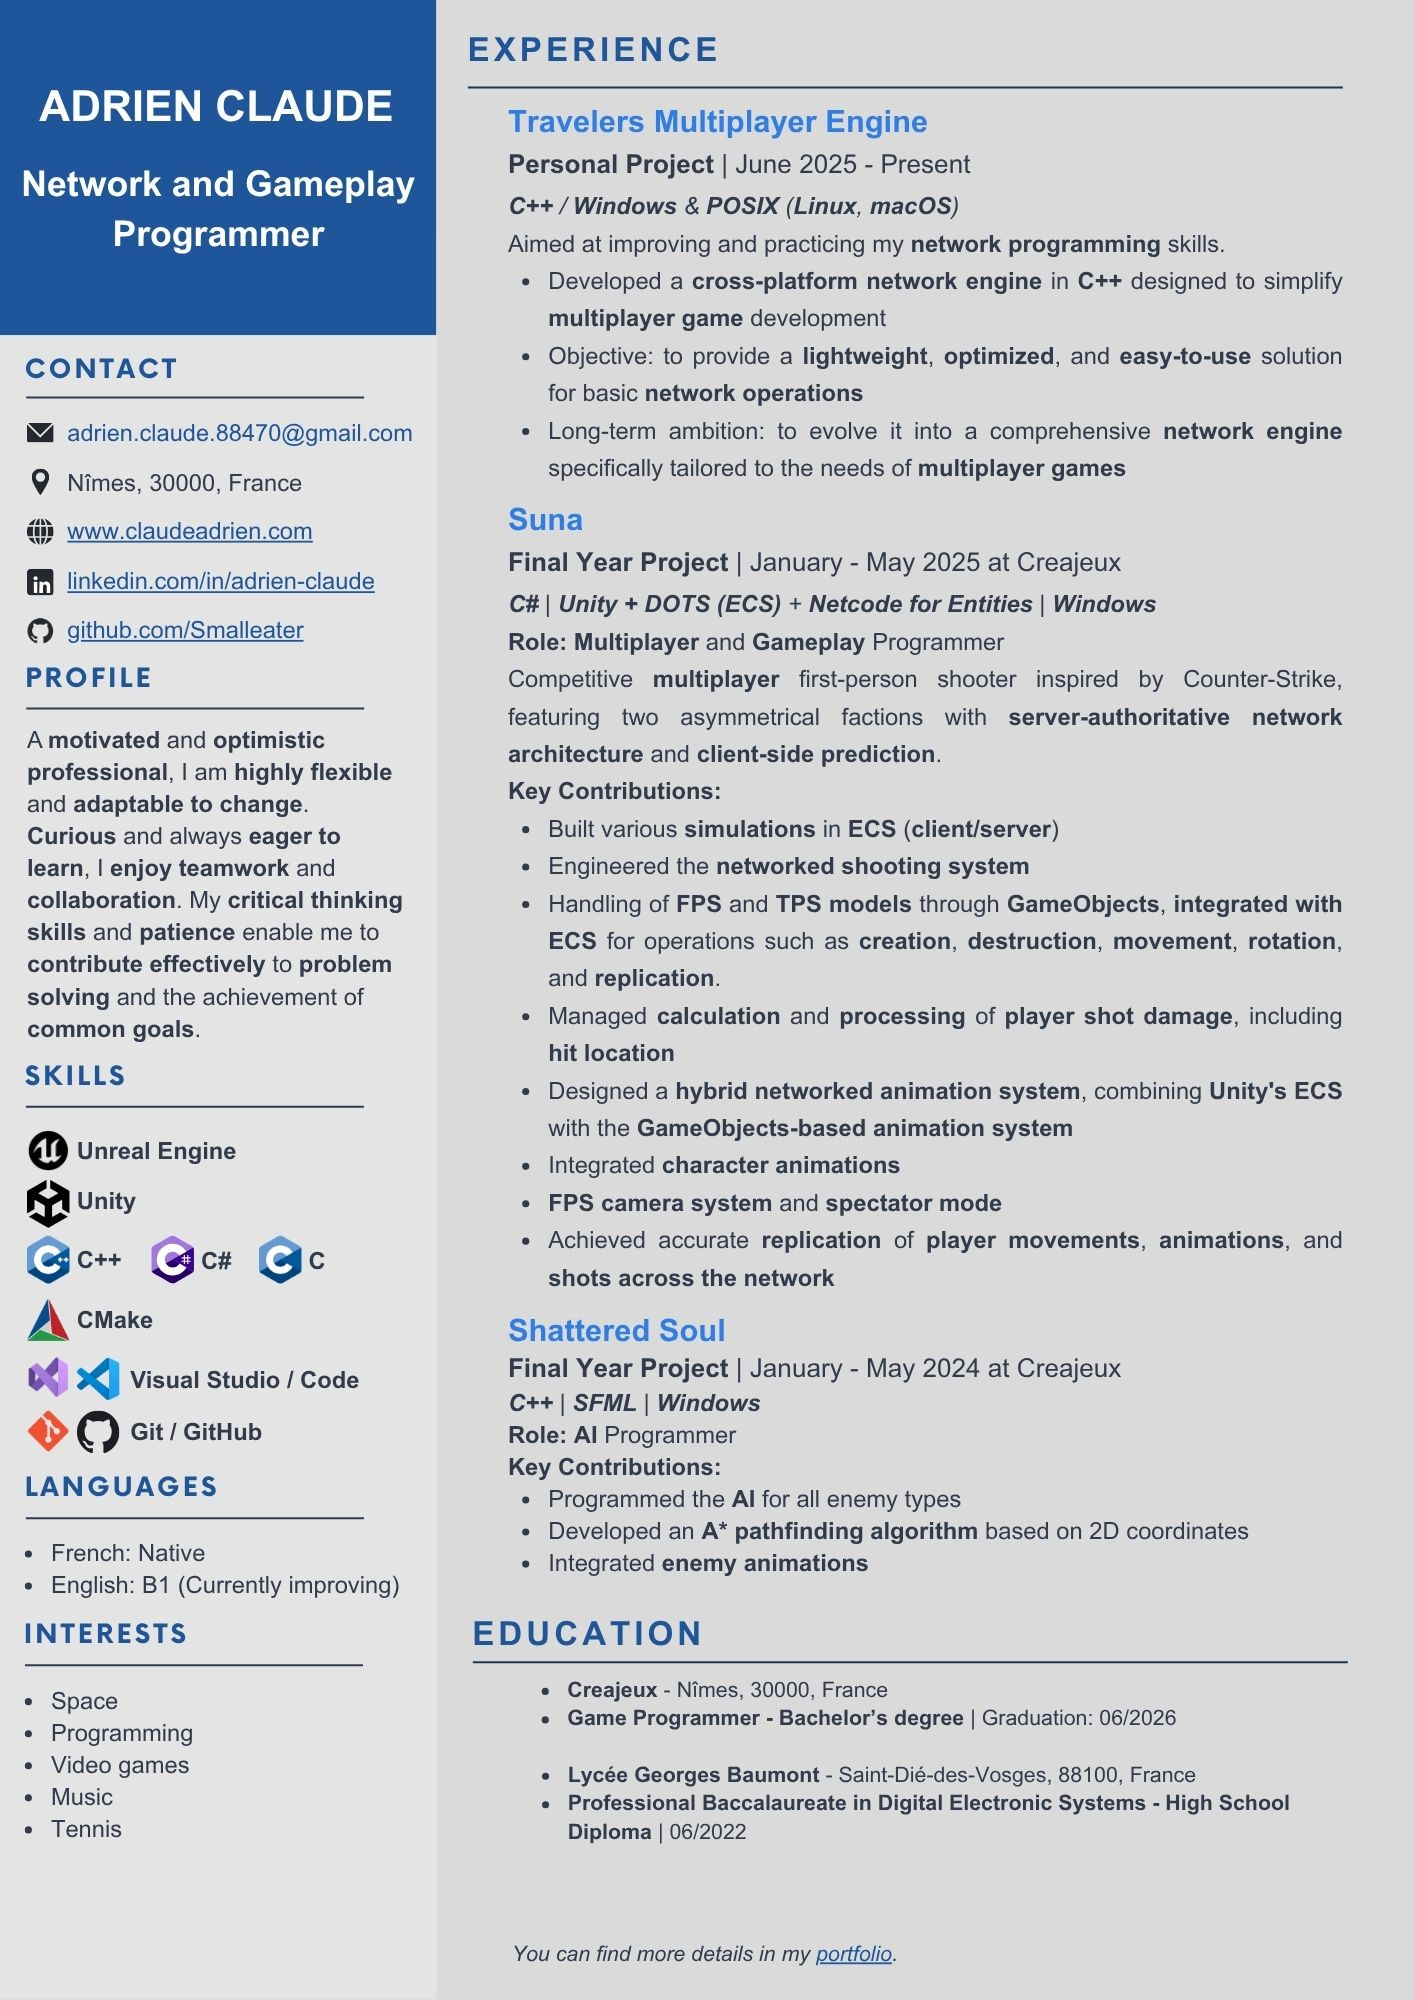 ADRIEN CLAUDE
Network and Gameplay
Programmer
CONTACT
adrien.claude.88470@gmail.com
Nîmes, 30000, France
www.claudeadrien.com
linkedin.com/in/adrien-claude
github.com/Smalleater
PROFILE
A motivated and optimistic
professional, I am highly flexible
and adaptable to change.
Curious and always eager to
learn, I enjoy teamwork and
collaboration. My critical thinking
skills and patience enable me to
contribute effectively to problem
solving and the achievement of
common goals.
SKILLS
Unreal Engine
Unity
C++ C# C
CMake
Visual Studio / Code
Git / GitHub
LANGUAGES
• French: Native
• English: B1 (Currently improving)
INTERESTS
• Space
• Programming
• Video games
• Music
• Tennis
EXPERIENCE
Travelers Multiplayer Engine
Personal Project | June 2025 - Present
C++ / Windows & POSIX (Linux, macOS)
Aimed at improving and practicing my network programming skills.
• Developed a cross-platform network engine in C++ designed to simplify
multiplayer game development
• Objective: to provide a lightweight, optimized, and easy-to-use solution
for basic network operations
• Long-term ambition: to evolve it into a comprehensive network engine
specifically tailored to the needs of multiplayer games
Suna
Final Year Project | January - May 2025 at Creajeux
C# | Unity + DOTS (ECS) + Netcode for Entities | Windows
Role: Multiplayer and Gameplay Programmer
Competitive multiplayer first-person shooter inspired by Counter-Strike,
featuring two asymmetrical factions with server-authoritative network
architecture and client-side prediction.
Key Contributions:
• Built various simulations in ECS (client/server)
• Engineered the networked shooting system
• Handling of FPS and TPS models through GameObjects, integrated with
ECS for operations such as creation, destruction, movement, rotation,
and replication.
• Managed calculation and processing of player shot damage, including
hit location
• Designed a hybrid networked animation system, combining Unity's ECS
with the GameObjects-based animation system
• Integrated character animations
• FPS camera system and spectator mode
• Achieved accurate replication of player movements, animations, and
shots across the network
Shattered Soul
Final Year Project | January - May 2024 at Creajeux
C++ | SFML | Windows
Role: AI Programmer
Key Contributions:
• Programmed the AI for all enemy types
• Developed an A* pathfinding algorithm based on 2D coordinates
• Integrated enemy animations
EDUCATION
• Creajeux - Nîmes, 30000, France
• Game Programmer - Bachelor’s degree | Graduation: 06/2026
• Lycée Georges Baumont - Saint-Dié-des-Vosges, 88100, France
• Professional Baccalaureate in Digital Electronic Systems - High School
Diploma | 06/2022
You can find more details in my portfolio.